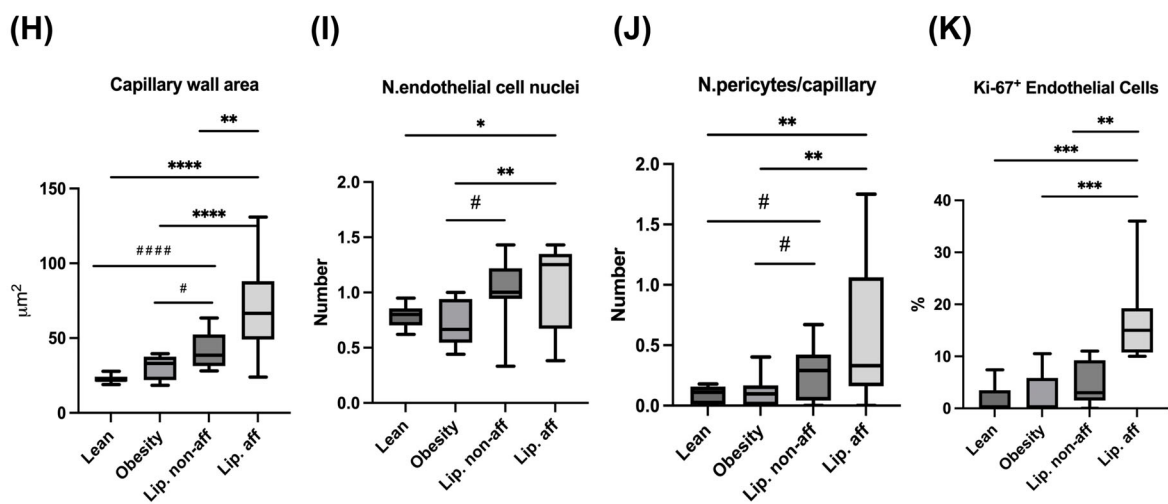 (H)
Capillary wall area
**
****
****
####
#
μm²
150
100
50
0
Lean
Obesity
Lip. non-aff
Lip. aff
(I)
N.endothelial cell nuclei
*
**
#
Number
2.0
1.5
1.0
0.5
0.0
Lean
Obesity
Lip. non-aff
Lip. aff
(J)
N.pericytes/capillary
**
**
#
#
Number
2.0
1.5
1.0
0.5
0.0
Lean
Obesity
Lip. non-aff
Lip. aff
(K)
Ki-67⁺ Endothelial Cells
**
***
***
%
40
30
20
10
0
Lean
Obesity
Lip. non-aff
Lip aff